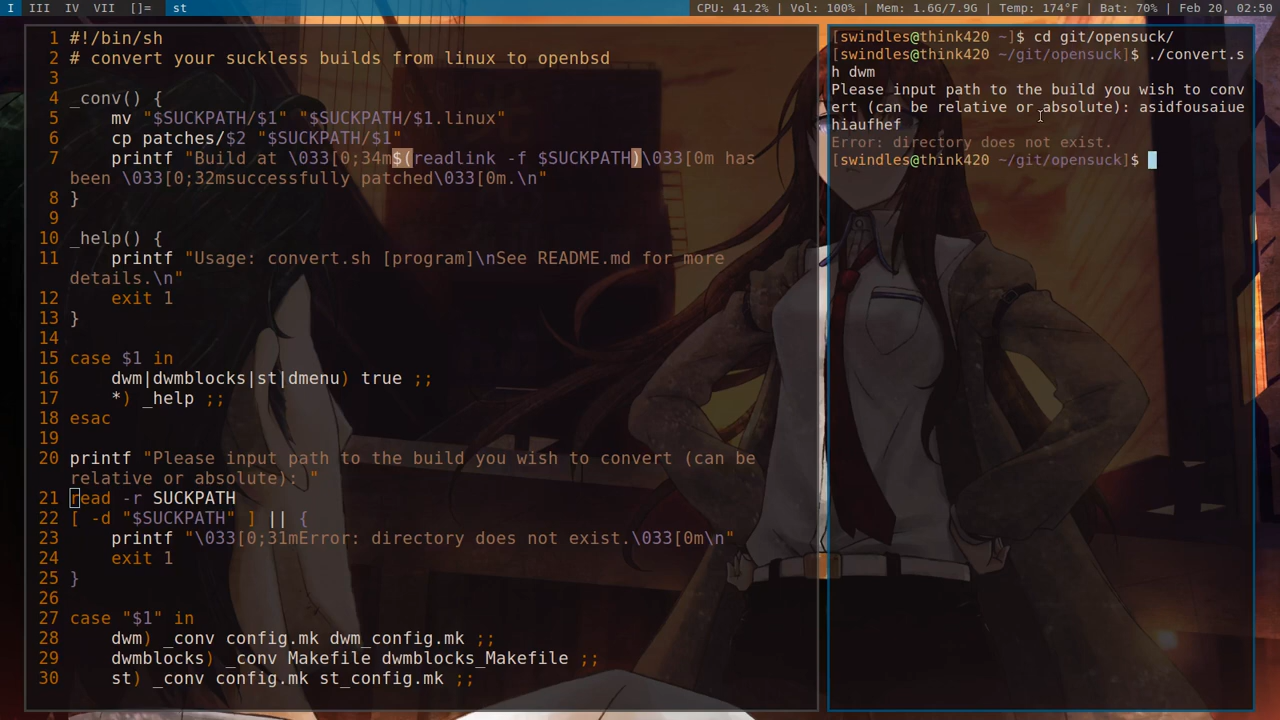 I III IV VII []= st CPU: 41.2% | Vol: 100% | Mem: 1.6G/7.9G | Temp: 174°F | Bat: 70% | Feb 20, 02:50
1 #!/bin/sh
2 # convert your suckless builds from linux to openbsd
3
4 _conv() {
5     mv "$SUCKPATH/$1" "$SUCKPATH/$1.linux"
6     cp patches/$2 "$SUCKPATH/$1"
7     printf "Build at \033[0;34m$(readlink -f $SUCKPATH)\033[0m has
been \033[0;32msuccessfully patched\033[0m.\n"
8 }
9
10 _help() {
11     printf "Usage: convert.sh [program]\nSee README.md for more
details.\n"
12     exit 1
13 }
14
15 case $1 in
16     dwm|dwmblocks|st|dmenu) true ;;
17     *) _help ;;
18 esac
19
20 printf "Please input path to the build you wish to convert (can be
relative or absolute): "
21 read -r SUCKPATH
22 [ -d "$SUCKPATH" ] || {
23     printf "\033[0;31mError: directory does not exist.\033[0m\n"
24     exit 1
25 }
26
27 case "$1" in
28     dwm) _conv config.mk dwm_config.mk ;;
29     dwmblocks) _conv Makefile dwmblocks_Makefile ;;
30     st) _conv config.mk st_config.mk ;;
[swindles@think420 ~]$ cd git/opensuck/
[swindles@think420 ~/git/opensuck]$ ./convert.s
h dwm
Please input path to the build you wish to conv
ert (can be relative or absolute): asidfousaiue
hiaufhef
Error: directory does not exist.
[swindles@think420 ~/git/opensuck]$